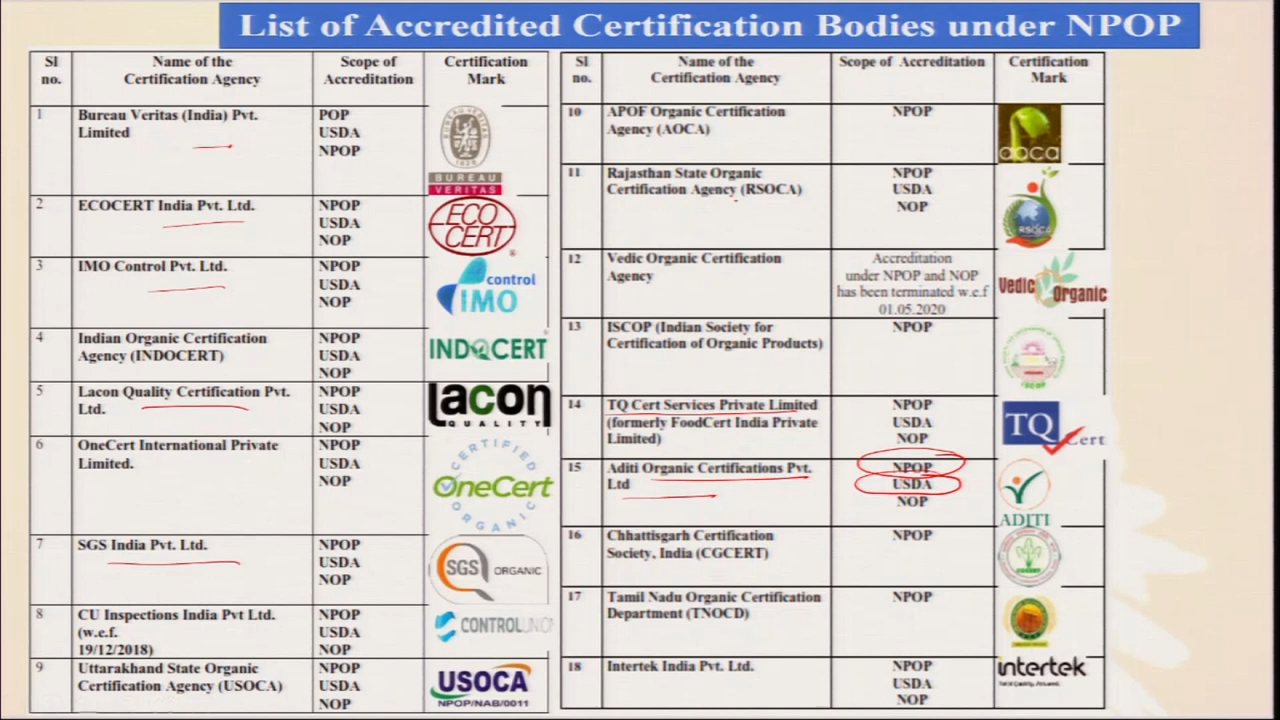 List of Accredited Certification Bodies under NPOP
Sl no. Name of the Certification Agency Scope of Accreditation Certification Mark
1 Bureau Veritas (India) Pvt. Limited POP USDA NPOP BUREAU VERITAS
2 ECOCERT India Pvt. Ltd. NPOP USDA NOP ECO CERT
3 IMO Control Pvt. Ltd. NPOP USDA NOP control IMO
4 Indian Organic Certification Agency (INDOCERT) NPOP USDA NOP INDOCERT
5 Lacon Quality Certification Pvt. Ltd. NPOP USDA NOP lacon QUALITY
6 OneCert International Private Limited. NPOP USDA NOP CERTIFIED OneCert ORGANIC
7 SGS India Pvt. Ltd. NPOP USDA NOP SGS ORGANIC
8 CU Inspections India Pvt Ltd. (w.e.f. 19/12/2018) NPOP USDA NOP CONTROLUNION
9 Uttarakhand State Organic Certification Agency (USOCA) NPOP USDA NOP USOCA NPOP/NAB/0011
Sl no. Name of the Certification Agency Scope of Accreditation Certification Mark
10 APOF Organic Certification Agency (AOCA) NPOP aoca
11 Rajasthan State Organic Certification Agency (RSOCA) NPOP USDA NOP RSOCA
12 Vedic Organic Certification Agency Accreditation under NPOP and NOP has been terminated w.e.f 01.05.2020 Vedic Organic
13 ISCOP (Indian Society for Certification of Organic Products) NPOP ISCOP
14 TQ Cert Services Private Limited (formerly FoodCert India Private Limited) NPOP USDA NOP TQ Cert
15 Aditi Organic Certifications Pvt. Ltd NPOP USDA NOP ADITI
16 Chhattisgarh Certification Society, India (CGCERT) NPOP CGCERT
17 Tamil Nadu Organic Certification Department (TNOCD) NPOP
18 Intertek India Pvt. Ltd. NPOP USDA NOP intertek